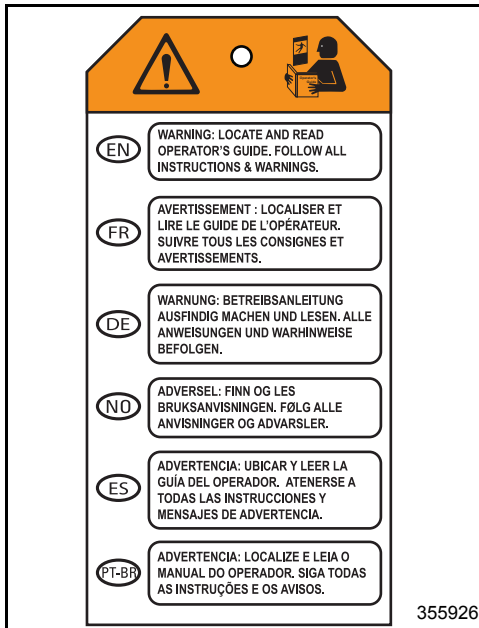 EN
WARNING: LOCATE AND READ
OPERATOR'S GUIDE. FOLLOW ALL
INSTRUCTIONS & WARNINGS.
FR
AVERTISSEMENT : LOCALISER ET
LIRE LE GUIDE DE L'OPÉRATEUR.
SUIVRE TOUS LES CONSIGNES ET
AVERTISSEMENTS.
DE
WARNUNG: BETREIBSANLEITUNG
AUSFINDIG MACHEN UND LESEN. ALLE
ANWEISUNGEN UND WARHINWEISE
BEFOLGEN.
NO
ADVERSEL: FINN OG LES
BRUKSANVISNINGEN. FØLG ALLE
ANVISNINGER OG ADVARSLER.
ES
ADVERTENCIA: UBICAR Y LEER LA
GUÍA DEL OPERADOR. ATENERSE A
TODAS LAS INSTRUCCIONES Y
MENSAJES DE ADVERTENCIA.
PT-BR
ADVERTENCIA: LOCALIZE E LEIA O
MANUAL DO OPERADOR. SIGA TODAS
AS INSTRUÇÕES E OS AVISOS.
355926